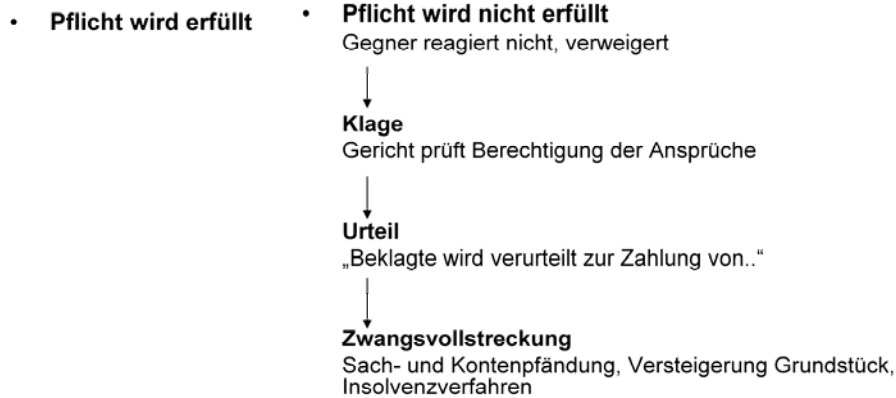 • Pflicht wird erfüllt
• Pflicht wird nicht erfüllt
Gegner reagiert nicht, verweigert
Klage
Gericht prüft Berechtigung der Ansprüche
Urteil
„Beklagte wird verurteilt zur Zahlung von..“
Zwangsvollstreckung
Sach- und Kontenpfändung, Versteigerung Grundstück,
Insolvenzverfahren